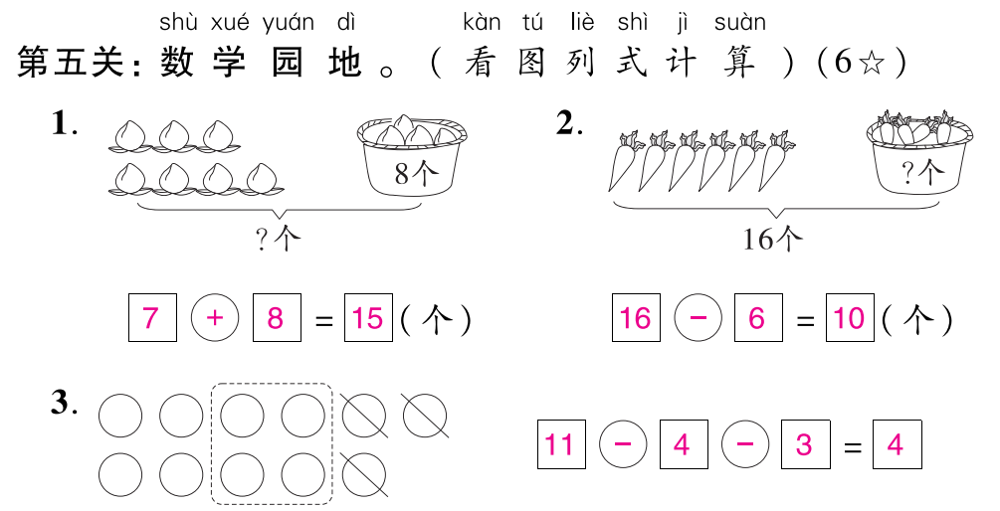 shù xué yuán dì kàn tú liè shì jì suàn
第五关：数学园地。（看图列式计算）（6☆）
1. 2.
8个 ?个
?个 16个
7 + 8 = 15（个） 16 − 6 = 10（个）
3.
11 − 4 − 3 = 4